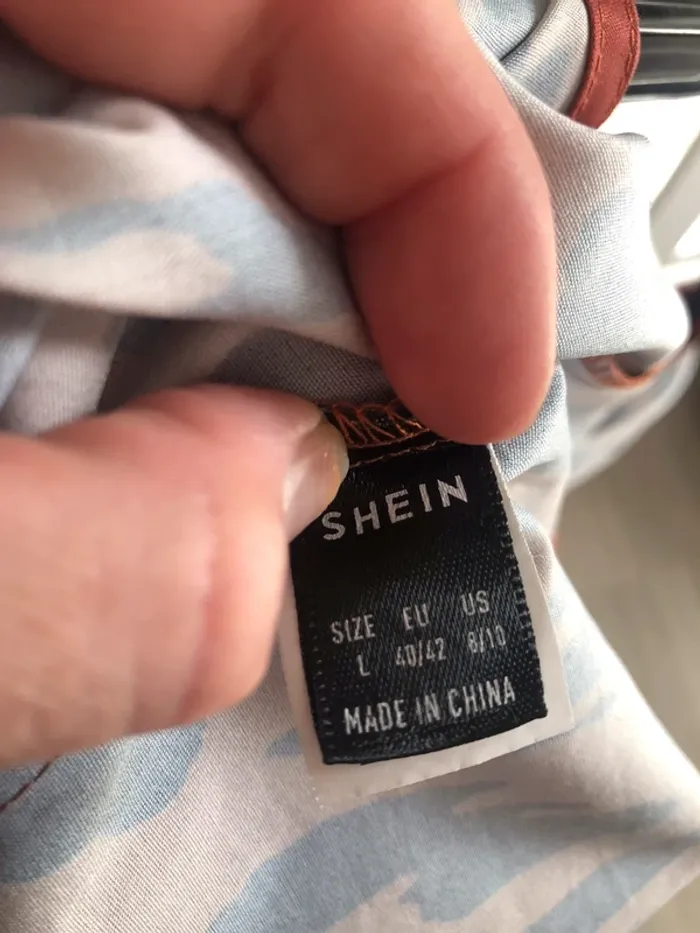 SHEIN
SIZE EU US
L 40/42 8/10
MADE IN CHINA